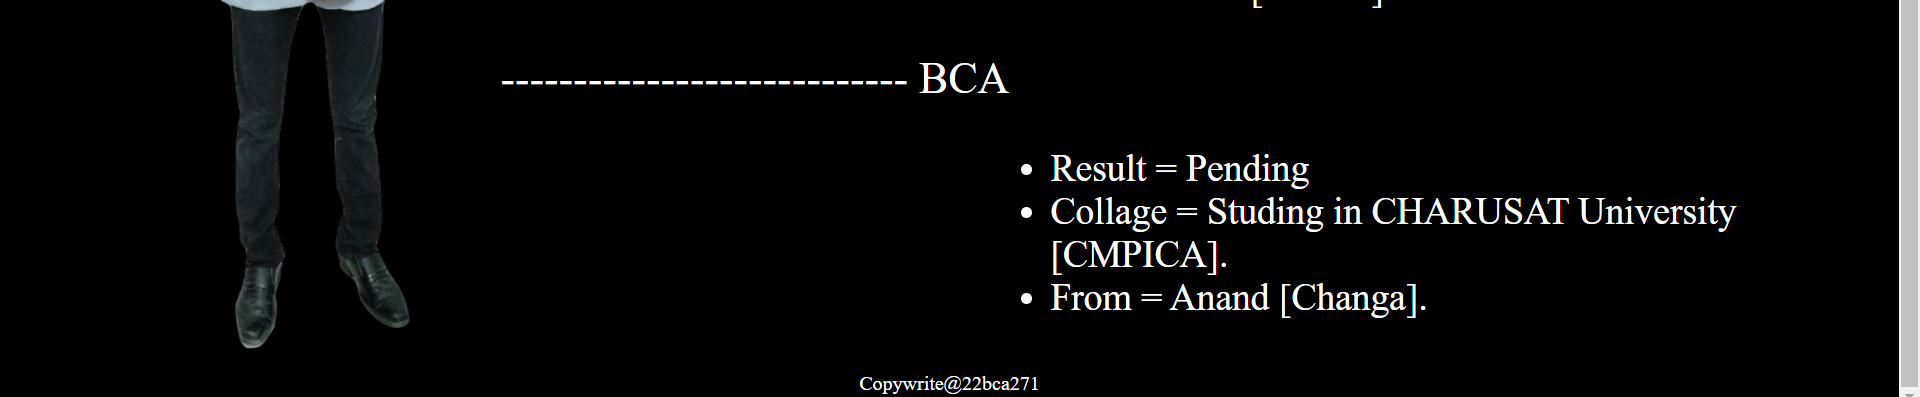 --------------------------- BCA
Result = Pending
Collage = Studing in CHARUSAT University
[CMPICA].
From = Anand [Changa].
Copywrite@22bca271